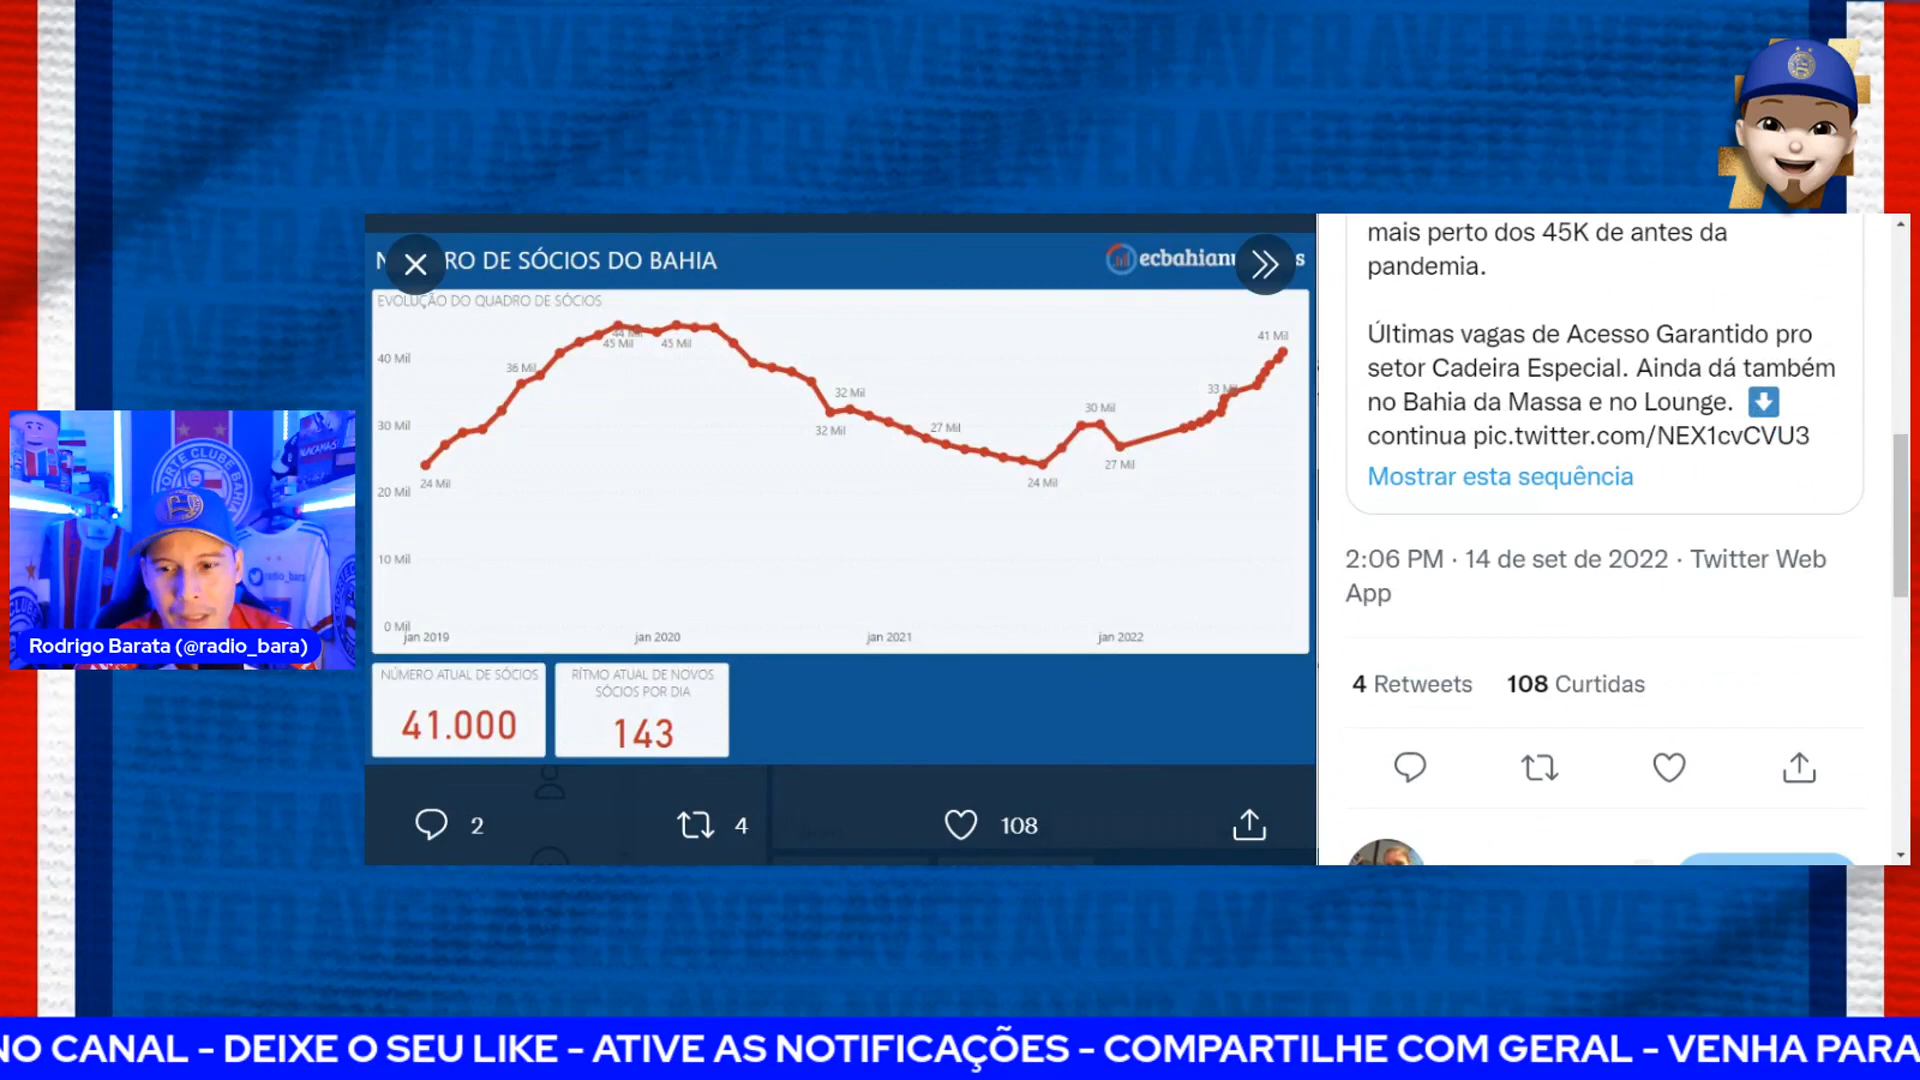 RO DE SÓCIOS DO BAHIA
ecbahian
s
EVOLUÇÃO DO QUADRO DE SÓCIOS
40 Mil
30 Mil
20 Mil
10 Mil
0 Mil
24 Mil
36 Mil
44 Mil
45 Mil
45 Mil
32 Mil
32 Mil
27 Mil
24 Mil
30 Mil
27 Mil
33 Mil
41 Mil
jan 2019
jan 2020
jan 2021
jan 2022
NÚMERO ATUAL DE SÓCIOS
41.000
RÍTMO ATUAL DE NOVOS
SÓCIOS POR DIA
143
2
4
108
mais perto dos 45K de antes da
pandemia.
Últimas vagas de Acesso Garantido pro
setor Cadeira Especial. Ainda dá também
no Bahia da Massa e no Lounge.
continua pic.twitter.com/NEX1cvCVU3
Mostrar esta sequência
2:06 PM · 14 de set de 2022 · Twitter Web
App
4 Retweets 108 Curtidas
radio_bara
Rodrigo Barata (@radio_bara)
NO CANAL - DEIXE O SEU LIKE - ATIVE AS NOTIFICAÇÕES - COMPARTILHE COM GERAL - VENHA PARA